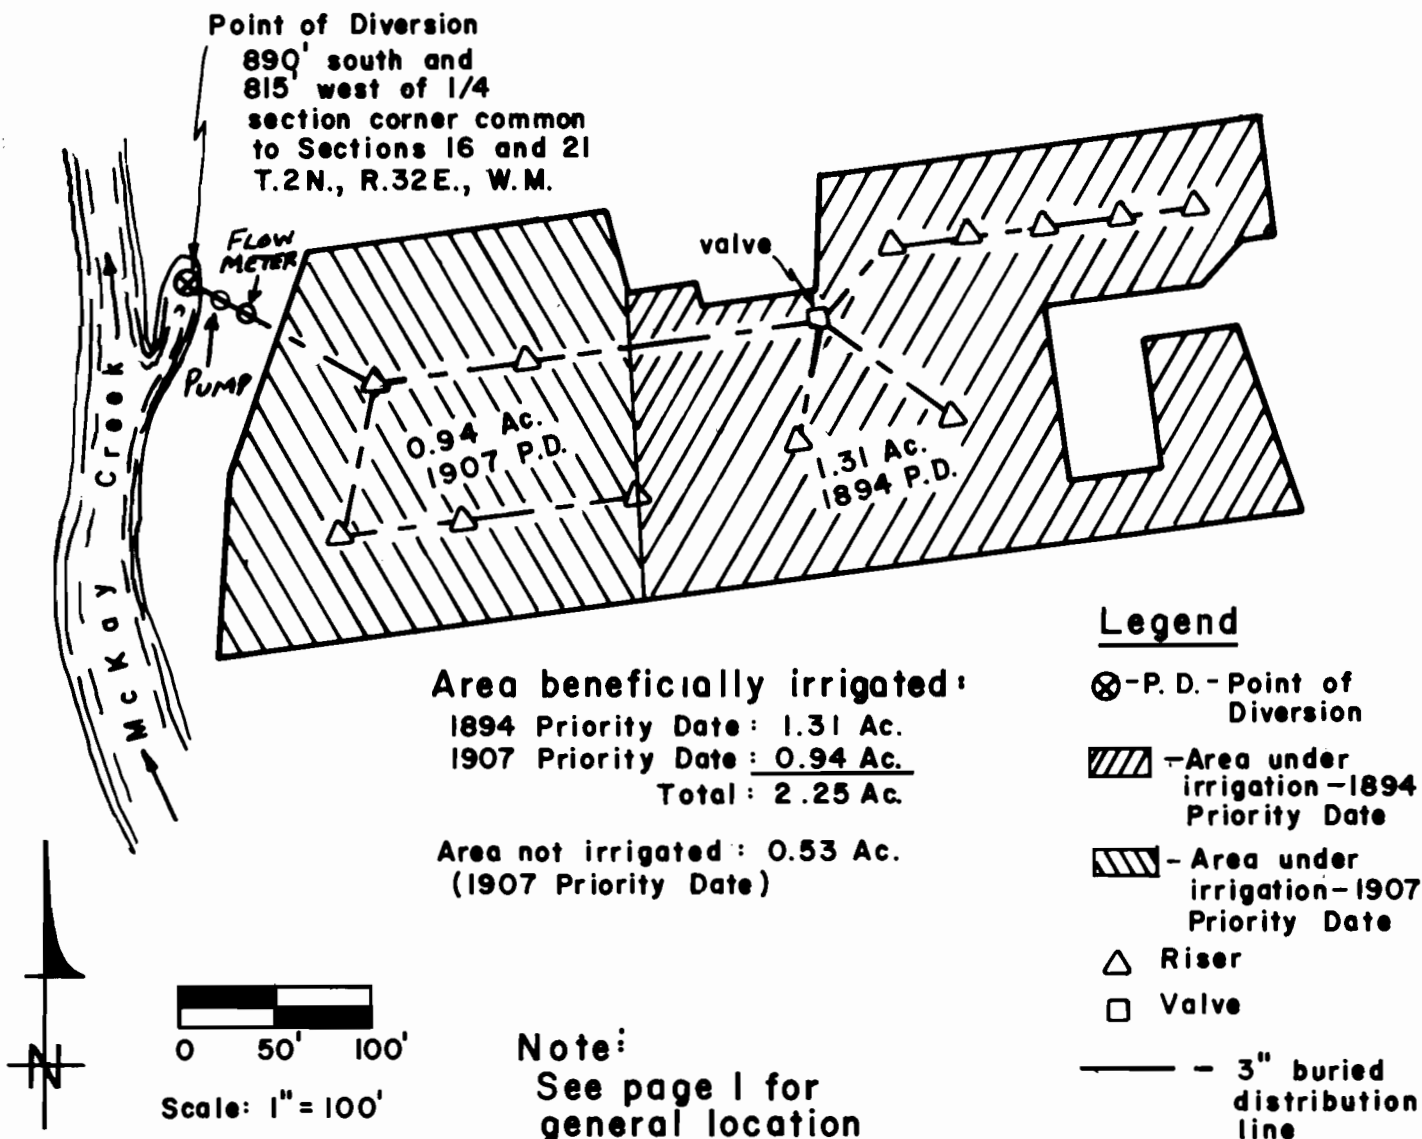 Point of Diversion
890' south and
815' west of 1/4
section corner common
to Sections 16 and 21
T.2N., R.32E., W.M.
FLOW
METER
PUMP
valve
McKay Creek
0.94 Ac.
1907 P.D.
1.31 Ac.
1894 P.D.
Area beneficially irrigated:
1894 Priority Date: 1.31 Ac.
1907 Priority Date: 0.94 Ac.
Total: 2.25 Ac.
Area not irrigated: 0.53 Ac.
(1907 Priority Date)
Legend
-P. D. - Point of
Diversion
-Area under
irrigation-1894
Priority Date
- Area under
irrigation-1907
Priority Date
Riser
Valve
3" buried
distribution
line
N
0 50' 100'
Scale: 1"=100'
Note:
See page 1 for
general location